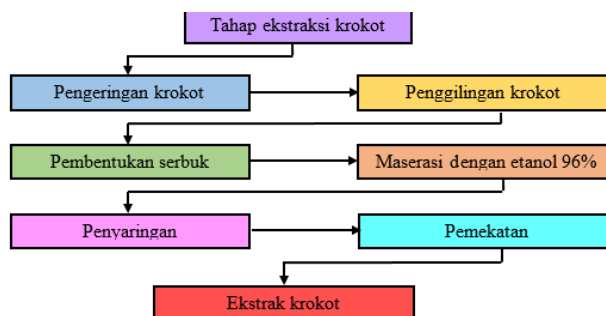 Tahap ekstraksi krokot
Pengeringan krokot
Penggilingan krokot
Pembentukan serbuk
Maserasi dengan etanol 96%
Penyaringan
Pemekatan
Ekstrak krokot